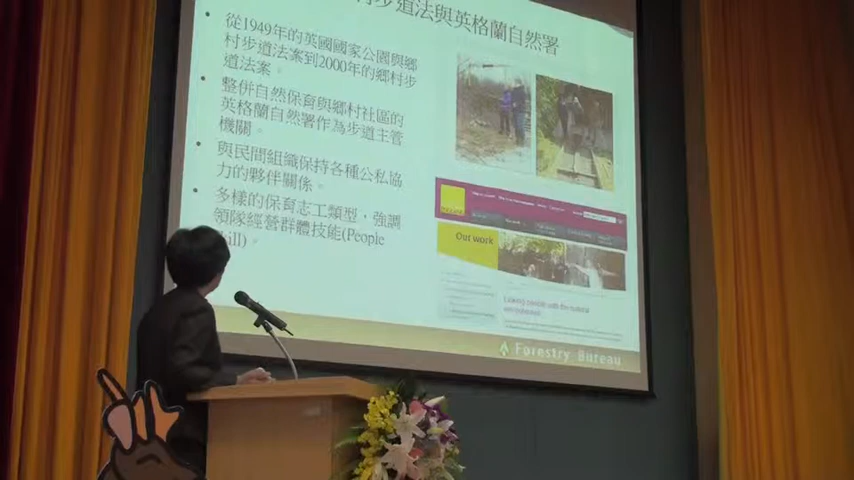 村步道法與英格蘭自然署
從1949年的英國國家公園與鄉
村步道法案到2000年的鄉村步
道法案。
整併自然保育與鄉村社區的
英格蘭自然署作為步道主管
機關。
與民間組織保持各種公私協
力的夥伴關係。
多樣的保育志工類型，強調
領隊經營群體技能(People
Skill)。
Our work
Forestry Bureau